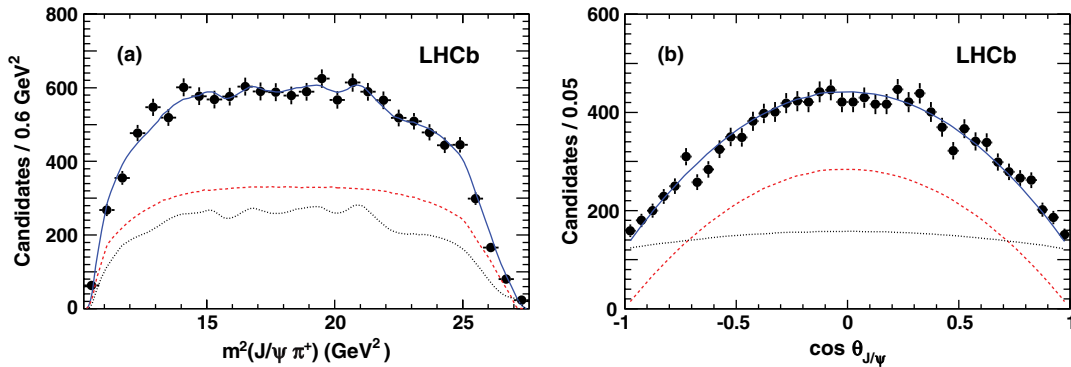 (a)
LHCb
Candidates / 0.6 GeV²
800
600
400
200
0
15
20
25
m²(J/ψ π⁺) (GeV²)
(b)
LHCb
Candidates / 0.05
600
400
200
0
-1
-0.5
0
0.5
1
cos θ_J/ψ